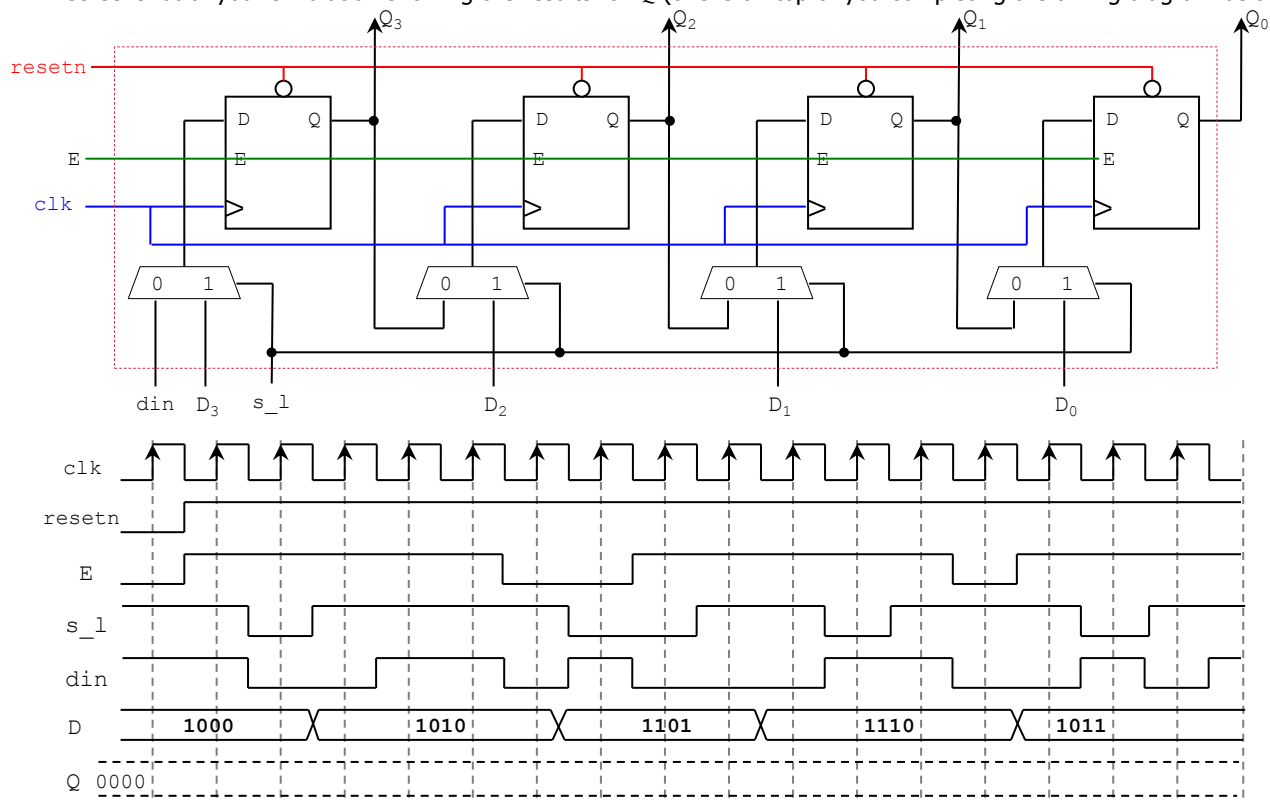 Q3 Q2 Q1 Q0
resetn
D Q D Q D Q D Q
E E E E E
clk
0 1 0 1 0 1 0 1
din D3 s_l D2 D1 D0
clk
resetn
E
s_l
din
D 1000 1010 1101 1110 1011
Q 0000